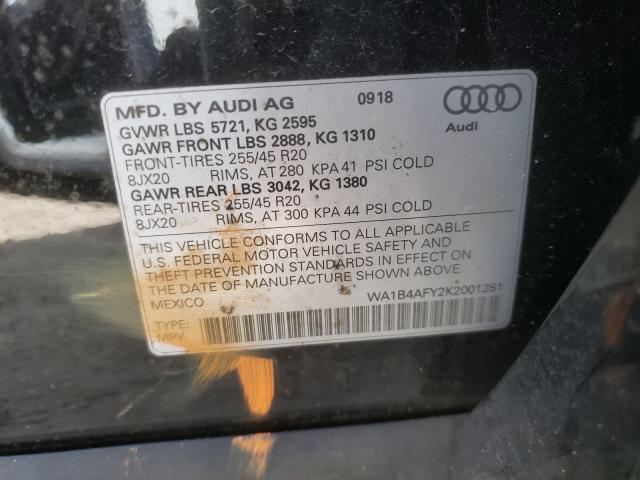 MFD. BY AUDI AG 0918
Audi
GVWR LBS 5721, KG 2595
GAWR FRONT LBS 2888, KG 1310
FRONT-TIRES 255/45 R20
8JX20 RIMS, AT 280 KPA 41 PSI COLD
GAWR REAR LBS 3042, KG 1380
REAR-TIRES 255/45 R20
8JX20 RIMS, AT 300 KPA 44 PSI COLD
THIS VEHICLE CONFORMS TO ALL APPLICABLE
U.S. FEDERAL MOTOR VEHICLE SAFETY AND
THEFT PREVENTION STANDARDS IN EFFECT ON
THE DATE OF MANUFACTURE SHOWN ABOVE.
MEXICO
WA1B4AFY2K2001281
TYPE:
MPV